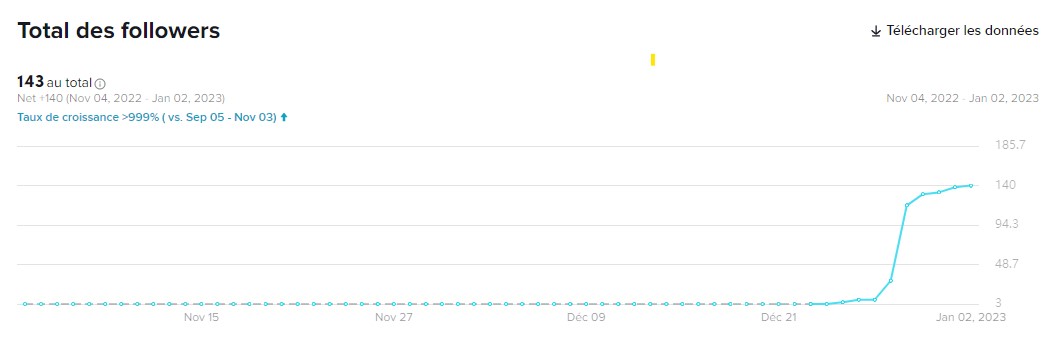 Total des followers
Télécharger les données
143 au total
Net +140 (Nov 04, 2022 - Jan 02, 2023)
Nov 04, 2022 - Jan 02, 2023
Taux de croissance >999% ( vs. Sep 05 - Nov 03)
185.7
140
94.3
48.7
3
Nov 15
Nov 27
Déc 09
Déc 21
Jan 02, 2023